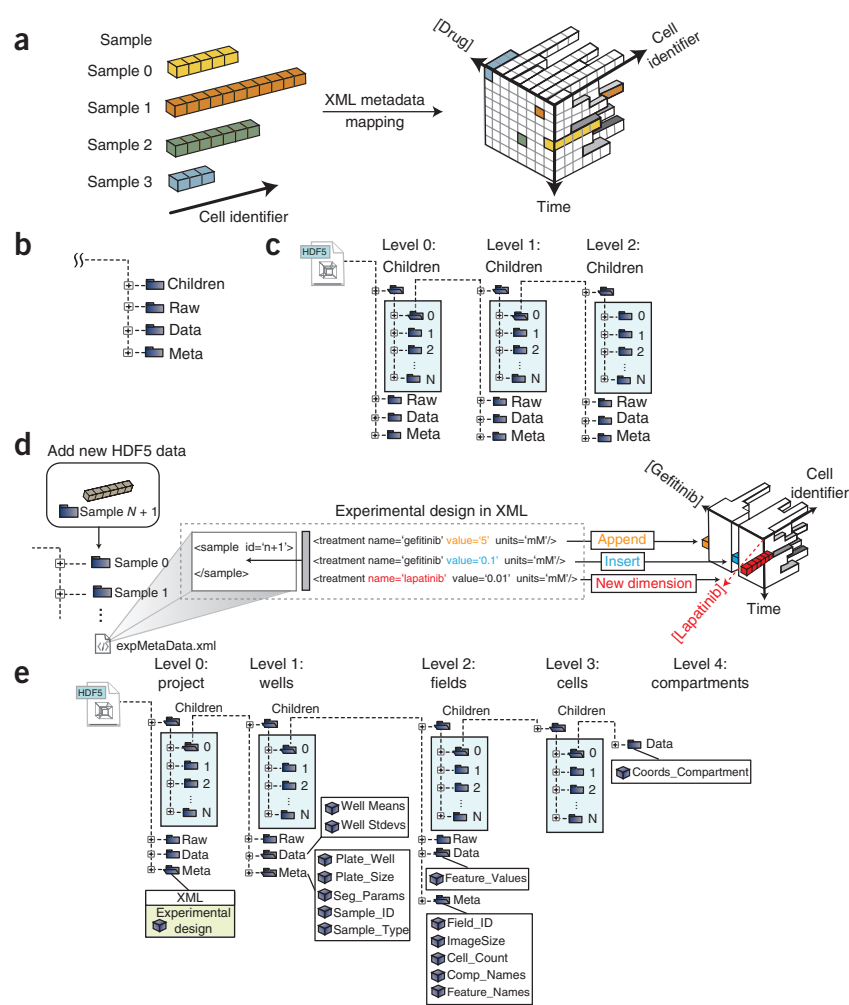 a
Sample
Sample 0
Sample 1
Sample 2
Sample 3
Cell identifier
XML metadata
mapping
[Drug]
Cell
identifier
Time
b
Children
Raw
Data
Meta
c
HDF5
Level 0:
Children
0
1
2
⋮
N
Raw
Data
Meta
Level 1:
Children
0
1
2
⋮
N
Raw
Data
Meta
Level 2:
Children
0
1
2
⋮
N
Raw
Data
Meta
d
Add new HDF5 data
Sample N + 1
Sample 0
Sample 1
⋮
expMetaData.xml
Experimental design in XML
<sample id='n+1'>
</sample>
<treatment name='gefitinib' value='5' units='mM'/>
<treatment name='gefitinib' value='0.1' units='mM'/>
<treatment name='lapatinib' value='0.01' units='mM'/>
Append
Insert
New dimension
[Gefitinib]
Cell
identifier
[Lapatinib]
Time
e
HDF5
Level 0:
project
Children
0
1
2
⋮
N
Raw
Data
Meta
XML
Experimental
design
Level 1:
wells
Children
0
1
2
⋮
N
Raw
Data
Meta
Well Means
Well Stdevs
Plate_Well
Plate_Size
Seg_Params
Sample_ID
Sample_Type
Level 2:
fields
Children
0
1
2
⋮
N
Raw
Data
Feature_Values
Meta
Field_ID
ImageSize
Cell_Count
Comp_Names
Feature_Names
Level 3:
cells
Children
0
1
2
⋮
N
Level 4:
compartments
Data
Coords_Compartment